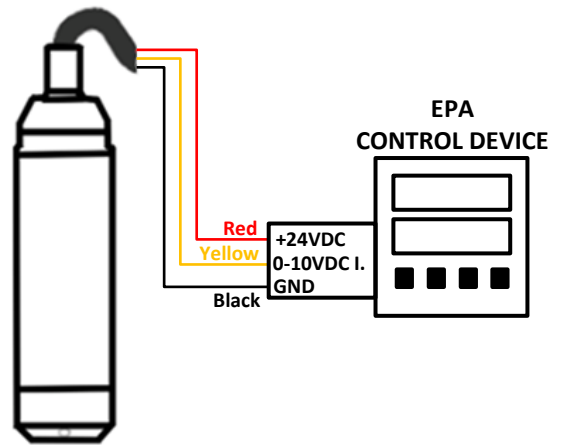 EPA
CONTROL DEVICE
Red
+24VDC
Yellow
0-10VDC I.
GND
Black